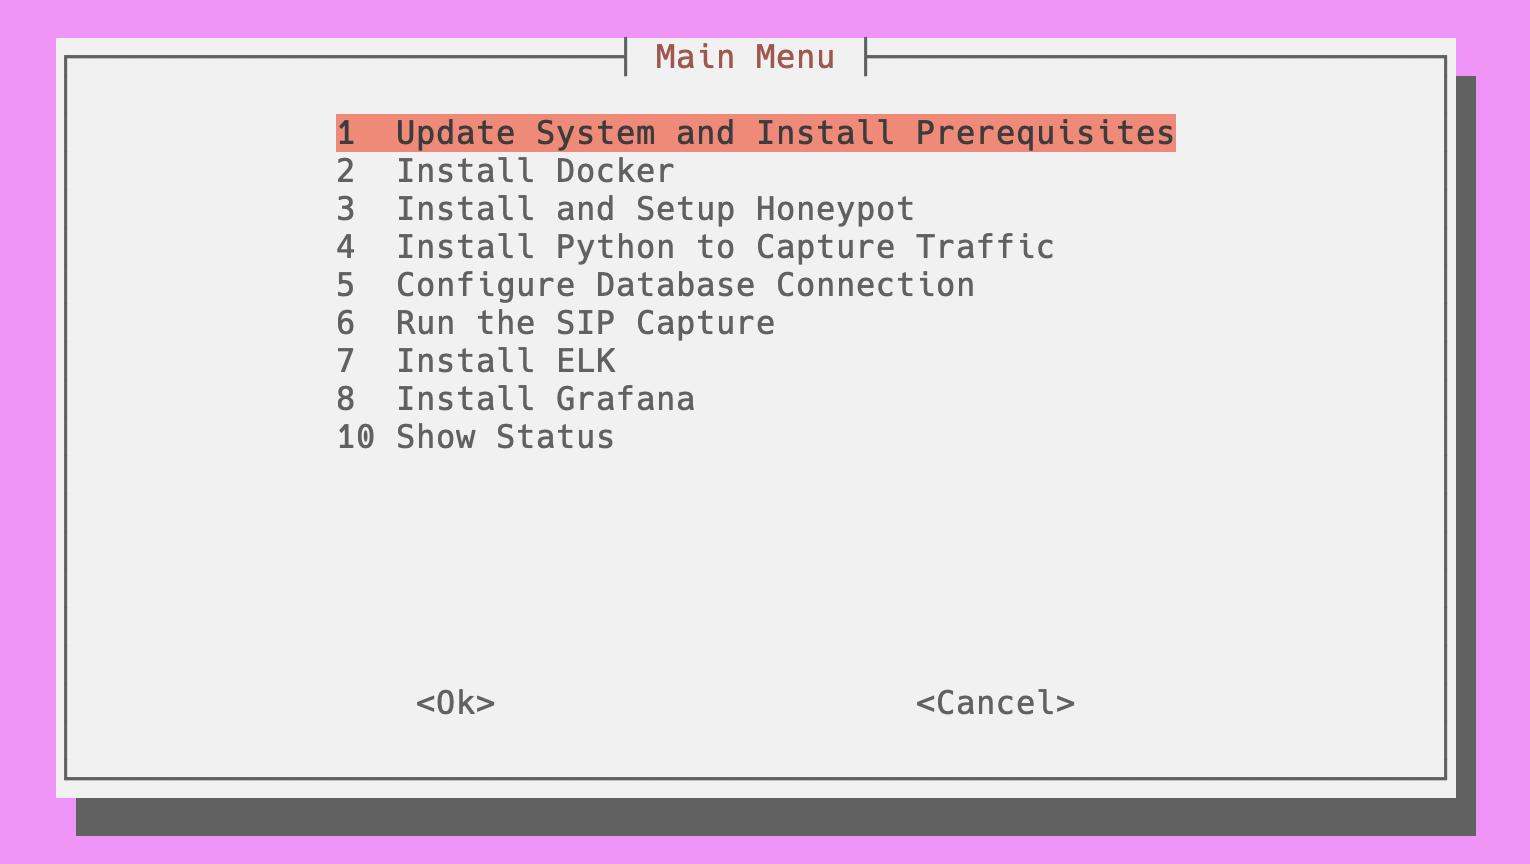 Main Menu
1 Update System and Install Prerequisites
2 Install Docker
3 Install and Setup Honeypot
4 Install Python to Capture Traffic
5 Configure Database Connection
6 Run the SIP Capture
7 Install ELK
8 Install Grafana
10 Show Status
<Ok> <Cancel>